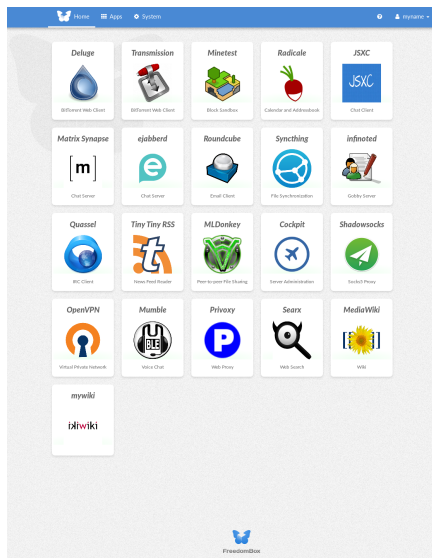 Home Apps System myname
Deluge Transmission Minetest Radicale JSXC
JSXC
BitTorrent Web Client BitTorrent Web Client Block Sandbox Calendar and Addressbook Chat Client
Matrix Synapse ejabberd Roundcube Syncthing infinoted
[m] e
Chat Server Chat Server Email Client File Synchronization Gobby Server
Quassel Tiny Tiny RSS MLDonkey Cockpit Shadowsocks
t
IRC Client News Feed Reader Peer-to-peer File Sharing Server Administration Socks5 Proxy
OpenVPN Mumble Privoxy Searx MediaWiki
BLE P [[ ]]
Virtual Private Network Voice Chat Web Proxy Web Search Wiki
mywiki
ikiwiki
FreedomBox